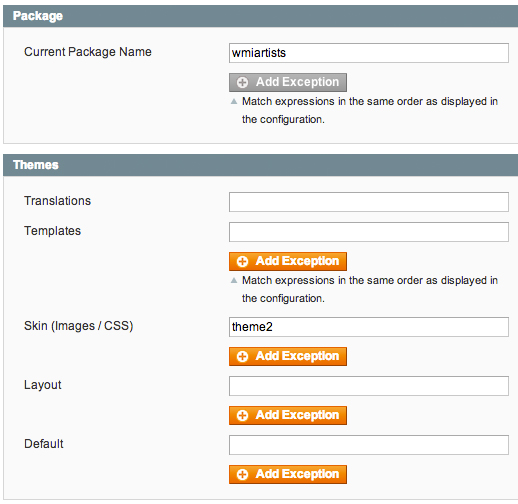 Package
Current Package Name
wmiartists
Add Exception
Match expressions in the same order as displayed in
the configuration.
Themes
Translations
Templates
Add Exception
Match expressions in the same order as displayed in
the configuration.
Skin (Images / CSS)
theme2
Add Exception
Layout
Add Exception
Default
Add Exception